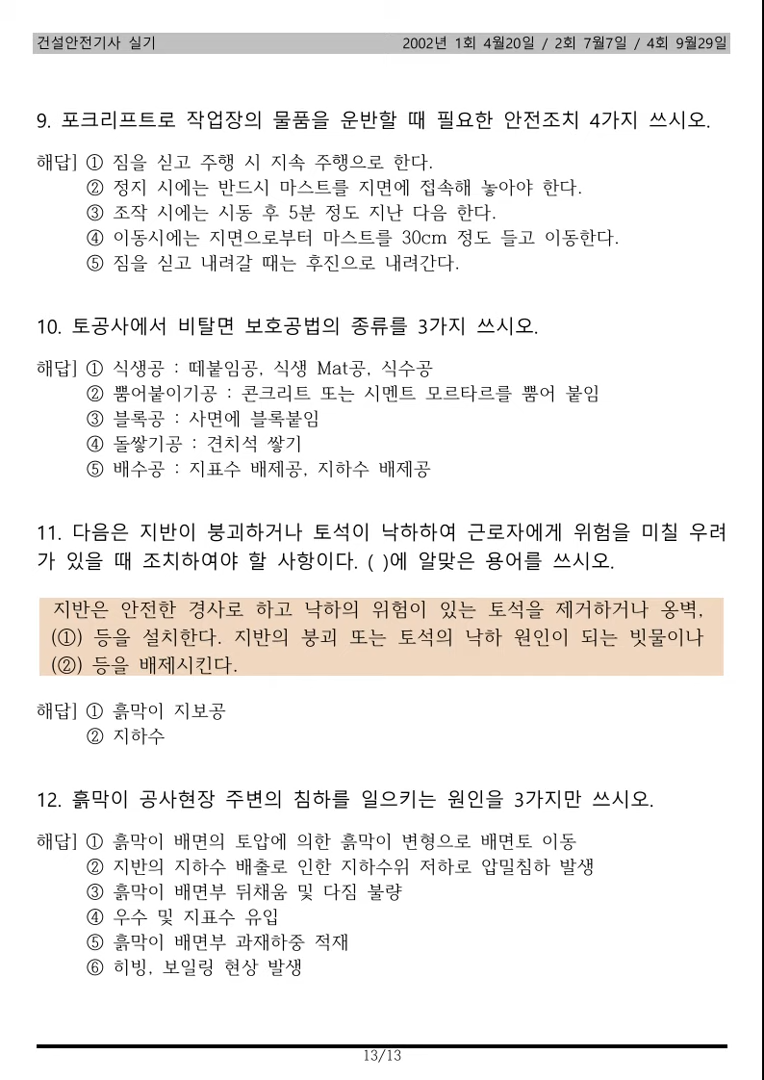 건설안전기사 실기 2002년 1회 4월20일 / 2회 7월7일 / 4회 9월29일
9. 포크리프트로 작업장의 물품을 운반할 때 필요한 안전조치 4가지 쓰시오.
해답] ① 짐을 싣고 주행 시 지속 주행으로 한다.
② 정지 시에는 반드시 마스트를 지면에 접속해 놓아야 한다.
③ 조작 시에는 시동 후 5분 정도 지난 다음 한다.
④ 이동시에는 지면으로부터 마스트를 30cm 정도 들고 이동한다.
⑤ 짐을 싣고 내려갈 때는 후진으로 내려간다.
10. 토공사에서 비탈면 보호공법의 종류를 3가지 쓰시오.
해답] ① 식생공 : 떼붙임공, 식생 Mat공, 식수공
② 뿜어붙이기공 : 콘크리트 또는 시멘트 모르타르를 뿜어 붙임
③ 블록공 : 사면에 블록붙임
④ 돌쌓기공 : 견치석 쌓기
⑤ 배수공 : 지표수 배제공, 지하수 배제공
11. 다음은 지반이 붕괴하거나 토석이 낙하하여 근로자에게 위험을 미칠 우려
가 있을 때 조치하여야 할 사항이다. ( )에 알맞은 용어를 쓰시오.
지반은 안전한 경사로 하고 낙하의 위험이 있는 토석을 제거하거나 옹벽,
(①) 등을 설치한다. 지반의 붕괴 또는 토석의 낙하 원인이 되는 빗물이나
(②) 등을 배제시킨다.
해답] ① 흙막이 지보공
② 지하수
12. 흙막이 공사현장 주변의 침하를 일으키는 원인을 3가지만 쓰시오.
해답] ① 흙막이 배면의 토압에 의한 흙막이 변형으로 배면토 이동
② 지반의 지하수 배출로 인한 지하수위 저하로 압밀침하 발생
③ 흙막이 배면부 뒤채움 및 다짐 불량
④ 우수 및 지표수 유입
⑤ 흙막이 배면부 과재하중 적재
⑥ 히빙, 보일링 현상 발생
13/13